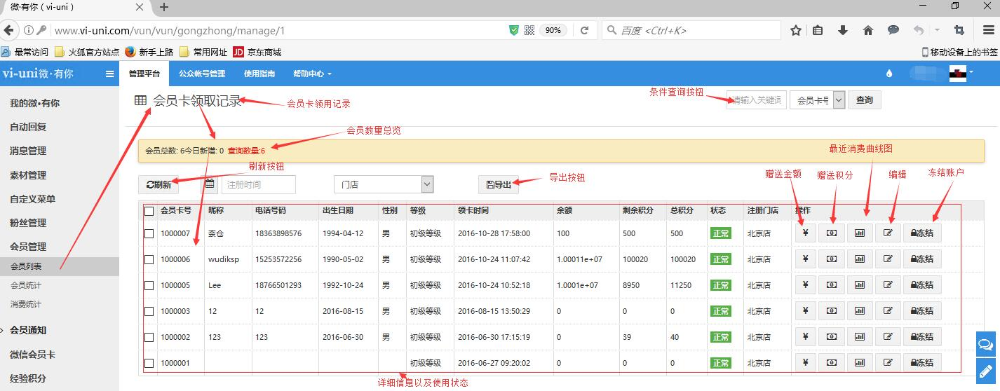 微·有你（vi-uni）
www.vi-uni.com/vun/vun/gongzhong/manage/1
90%
百度 <Ctrl+K>
最常访问 火狐官方站点 新手上路 常用网址 JD 京东商城 移动设备上的书签
vi-uni微·有你 管理平台 公众帐号管理 使用指南 帮助中心
我的微•有你
自动回复
消息管理
素材管理
自定义菜单
粉丝管理
会员管理
会员列表
会员统计
消费统计
会员通知
微信会员卡
经验积分
会员卡领取记录 会员卡领用记录 条件查询按钮 请输入关键词 会员卡号 查询
会员数量总览
会员总数: 6今日新增: 0 查询数量:6
最近消费曲线图
刷新按钮 导出按钮 赠送金额 赠送积分 编辑 冻结账户
刷新 注册时间 门店 导出
会员卡号 昵称 电话号码 出生日期 性别 等级 领卡时间 余额 剩余积分 总积分 状态 注册门店 操作
1000007 柰仓 18363898576 1994-04-12 男 初级等级 2016-10-28 17:58:00 100 500 500 正常 北京店 ¥ 冻结
1000006 wudiksp 15253572256 1990-05-02 男 初级等级 2016-10-24 11:07:42 1.00011e+07 100020 100020 正常 北京店 ¥ 冻结
1000005 Lee 18766501293 1992-10-24 男 初级等级 2016-10-24 10:52:18 1.0001e+07 8950 11250 正常 北京店 ¥ 冻结
1000003 12 12 2016-08-15 男 初级等级 2016-08-15 13:50:29 0 0 0 正常 北京店 ¥ 冻结
1000002 123 123 2016-06-30 男 初级等级 2016-06-30 17:15:19 0 39 40 正常 北京店 ¥ 冻结
1000001 初级等级 2016-06-27 09:20:02 0 0 0 正常 北京店 ¥ 冻结
详细信息以及使用状态